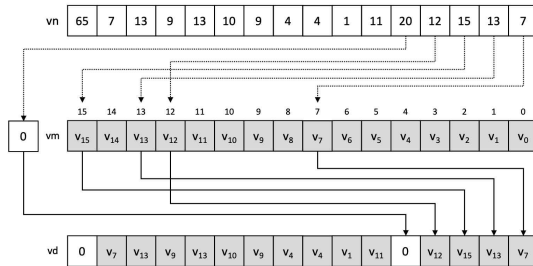 vn 65 7 13 9 13 10 9 4 4 1 11 20 12 15 13 7
15 14 13 12 11 10 9 8 7 6 5 4 3 2 1 0
0 vm v₁₅ v₁₄ v₁₃ v₁₂ v₁₁ v₁₀ v₉ v₈ v₇ v₆ v₅ v₄ v₃ v₂ v₁ v₀
vd 0 v₇ v₁₃ v₉ v₁₃ v₁₀ v₉ v₄ v₄ v₁ v₁₁ 0 v₁₂ v₁₅ v₁₃ v₇